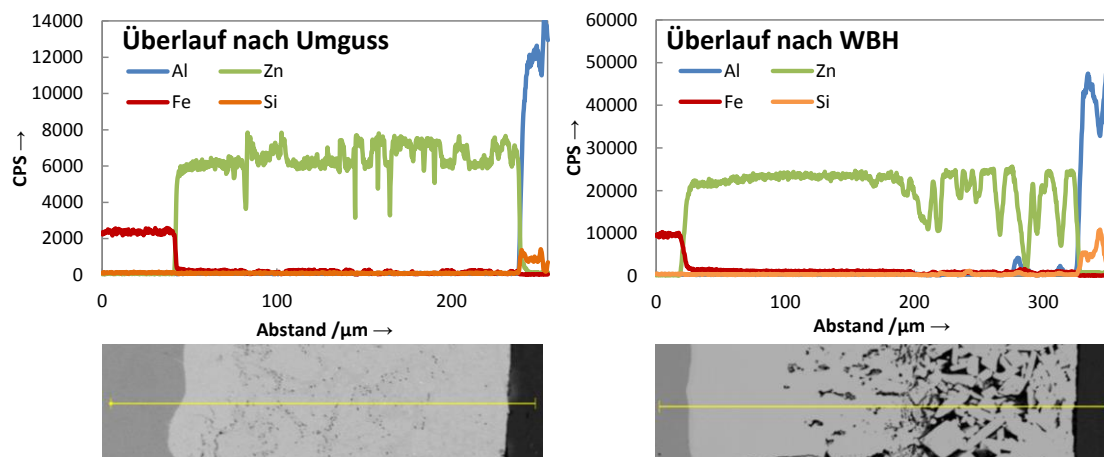 Überlauf nach Umguss
Al Zn
Fe Si
CPS →
14000
12000
10000
8000
6000
4000
2000
0
0 100 200
Abstand /µm →
Überlauf nach WBH
Al Zn
Fe Si
CPS →
60000
50000
40000
30000
20000
10000
0
0 100 200 300
Abstand /µm →